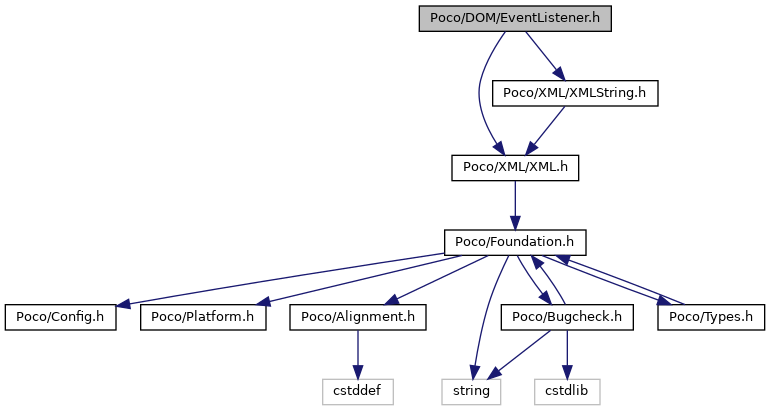 Poco/DOM/EventListener.h
Poco/XML/XMLString.h
Poco/XML/XML.h
Poco/Foundation.h
Poco/Config.h
Poco/Platform.h
Poco/Alignment.h
Poco/Bugcheck.h
Poco/Types.h
cstddef
string
cstdlib